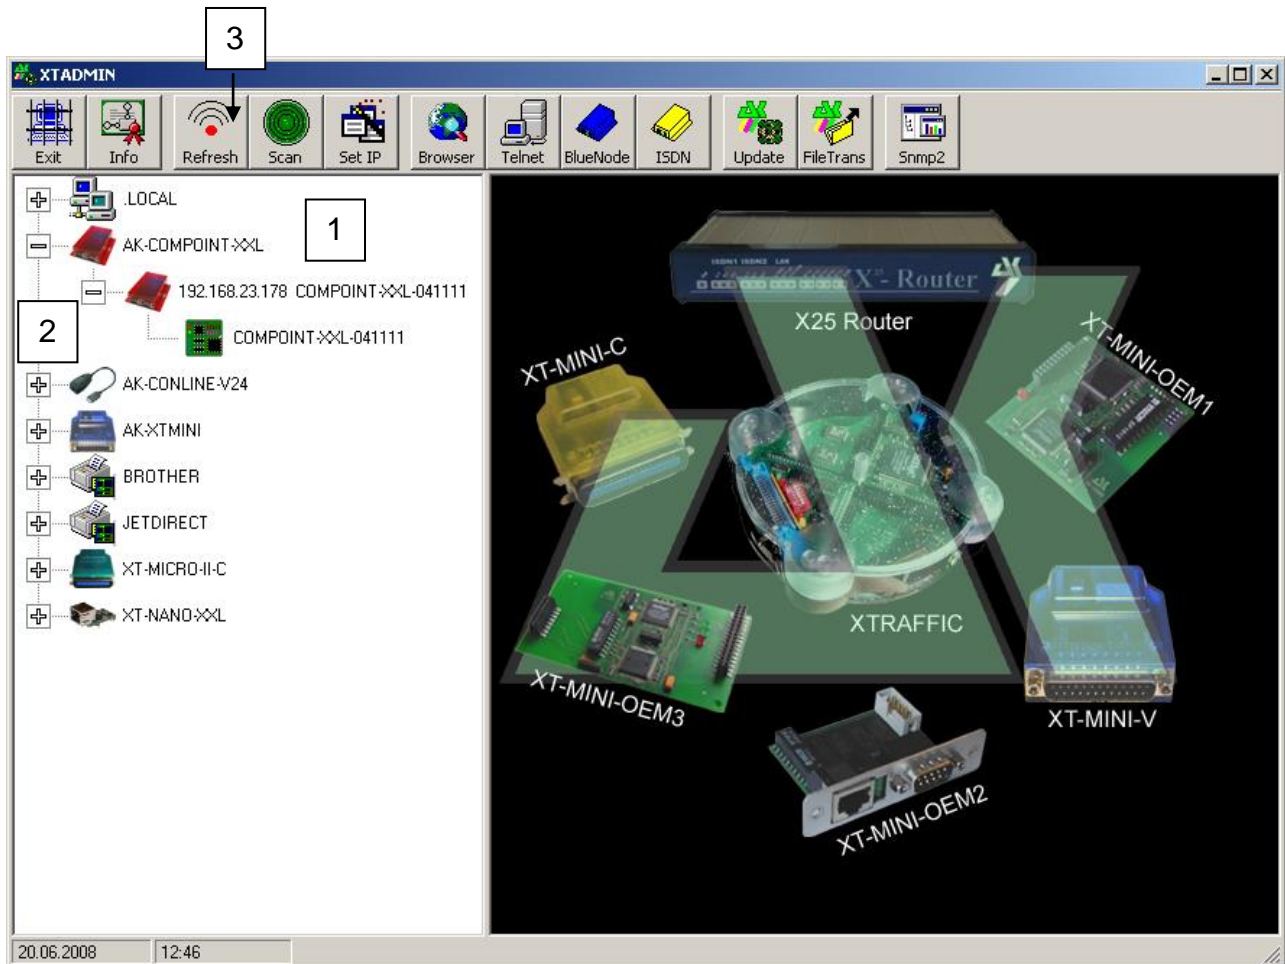 3
XTADMIN
Exit
Info
Refresh
Scan
Set IP
Browser
Telnet
BlueNode
ISDN
Update
FileTrans
Snmp2
.LOCAL
1
AK-COMPOINT-XXL
192.168.23.178 COMPOINT-XXL-041111
2
COMPOINT-XXL-041111
AK-CONLINE-V24
AK-XTMINI
BROTHER
JETDIRECT
XT-MICRO-II-C
XT-NANO-XXL
ISDN1 ISDN2 LAN
X25 - Router
X25 Router
XT-MINI-C
XT-MINI-OEM1
XTRAFFIC
XT-MINI-OEM3
XT-MINI-V
XT-MINI-OEM2
20.06.2008
12:46